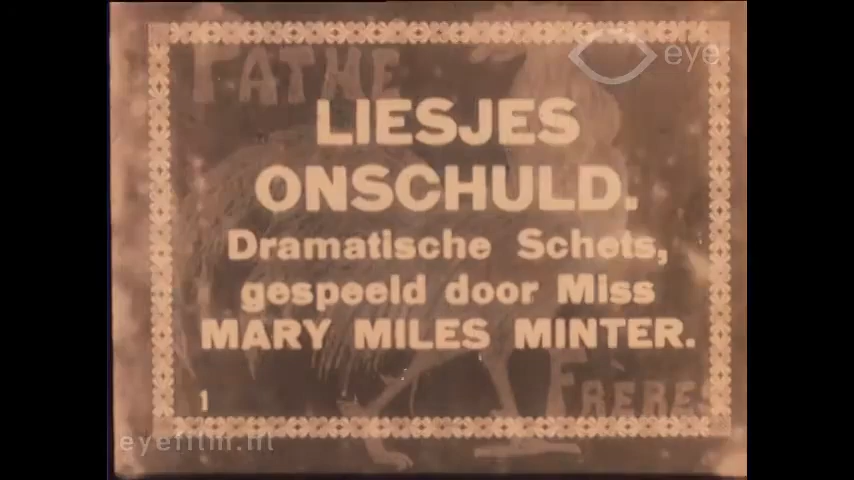 PATHE
eye
LIESJES
ONSCHULD.
Dramatische Schets,
gespeeld door Miss
MARY MILES MINTER.
1
FRERES
eyefilm.nl